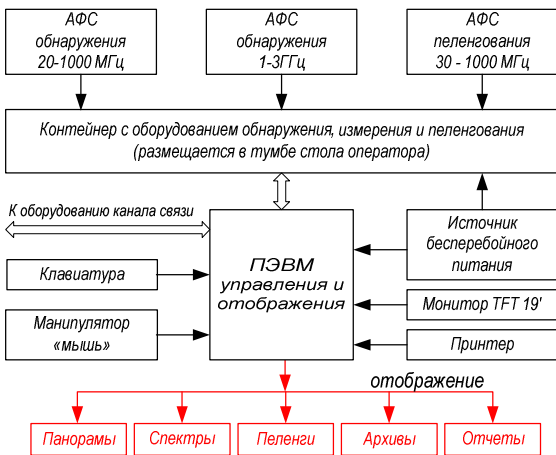 АФС
обнаружения
20-1000 МГц
АФС
обнаружения
1-3ГГц
АФС
пеленгования
30 - 1000 МГц
Контейнер с оборудованием обнаружения, измерения и пеленгования
(размещается в тумбе стола оператора)
К оборудованию канала связи
ПЭВМ
управления и
отображения
Источник
бесперебойного
питания
Клавиатура
Монитор TFT 19'
Манипулятор
«мышь»
Принтер
отображение
Панорамы
Спектры
Пеленги
Архивы
Отчеты